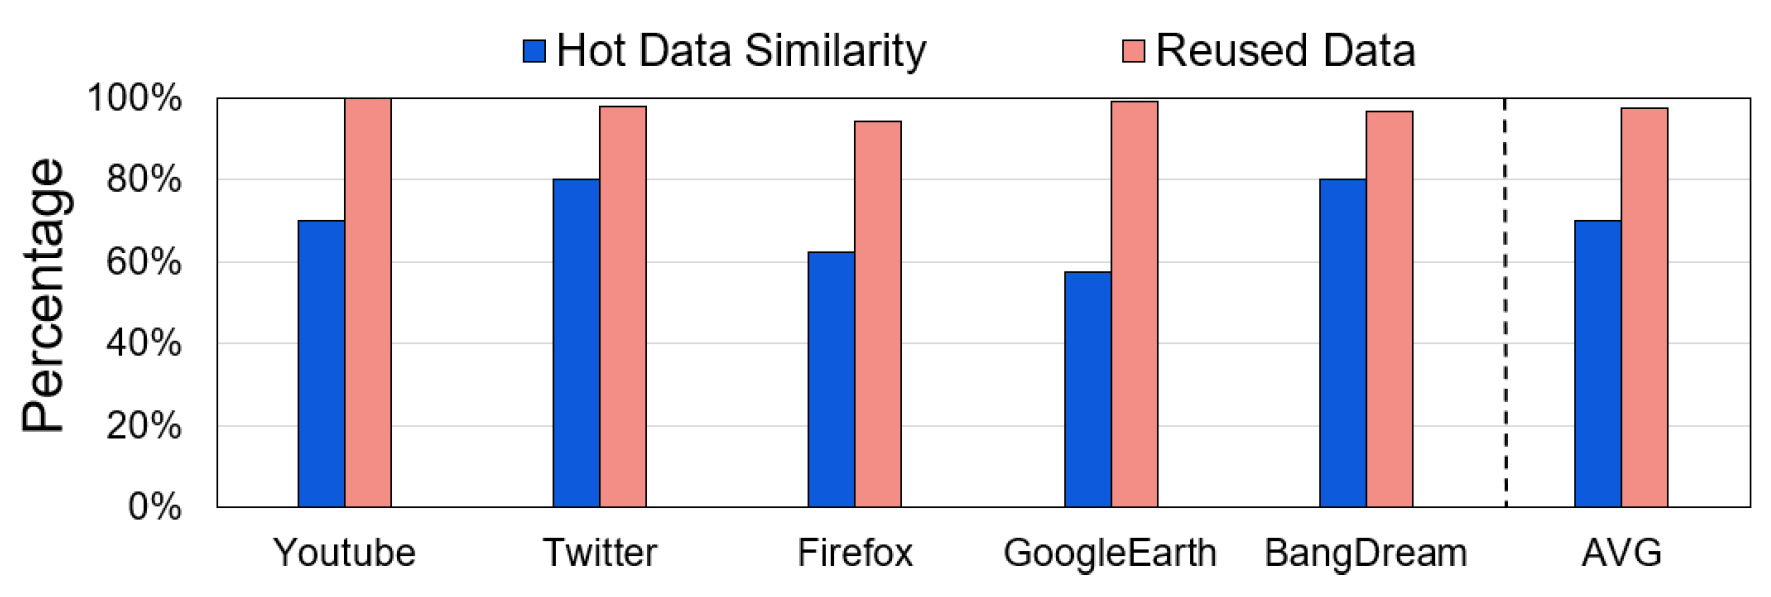 Hot Data Similarity Reused Data
Percentage
100%
80%
60%
40%
20%
0%
Youtube Twitter Firefox GoogleEarth BangDream AVG